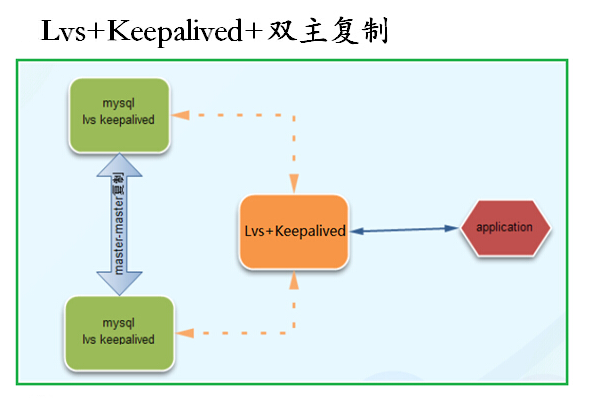 Lvs+Keepalived+双主复制
mysql
lvs keepalived
master-master复制
Lvs+Keepalived
application
mysql
lvs keepalived